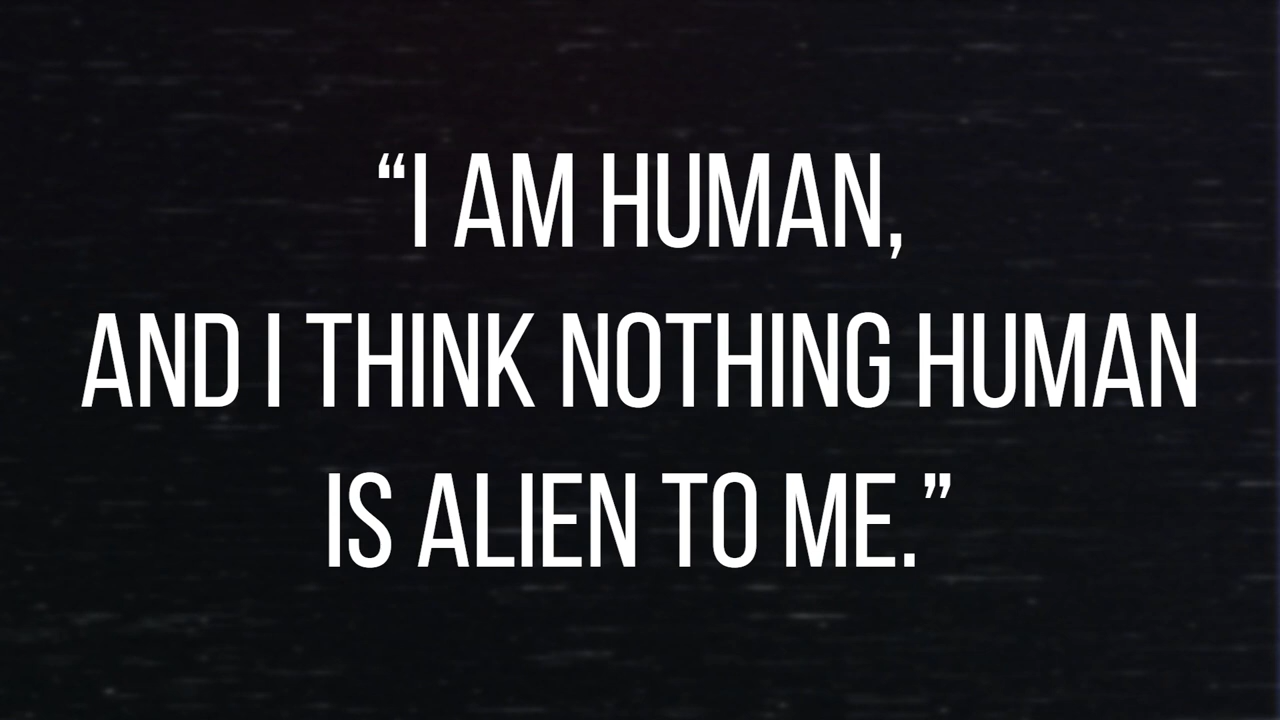 “I AM HUMAN,
AND I THINK NOTHING HUMAN
IS ALIEN TO ME.”